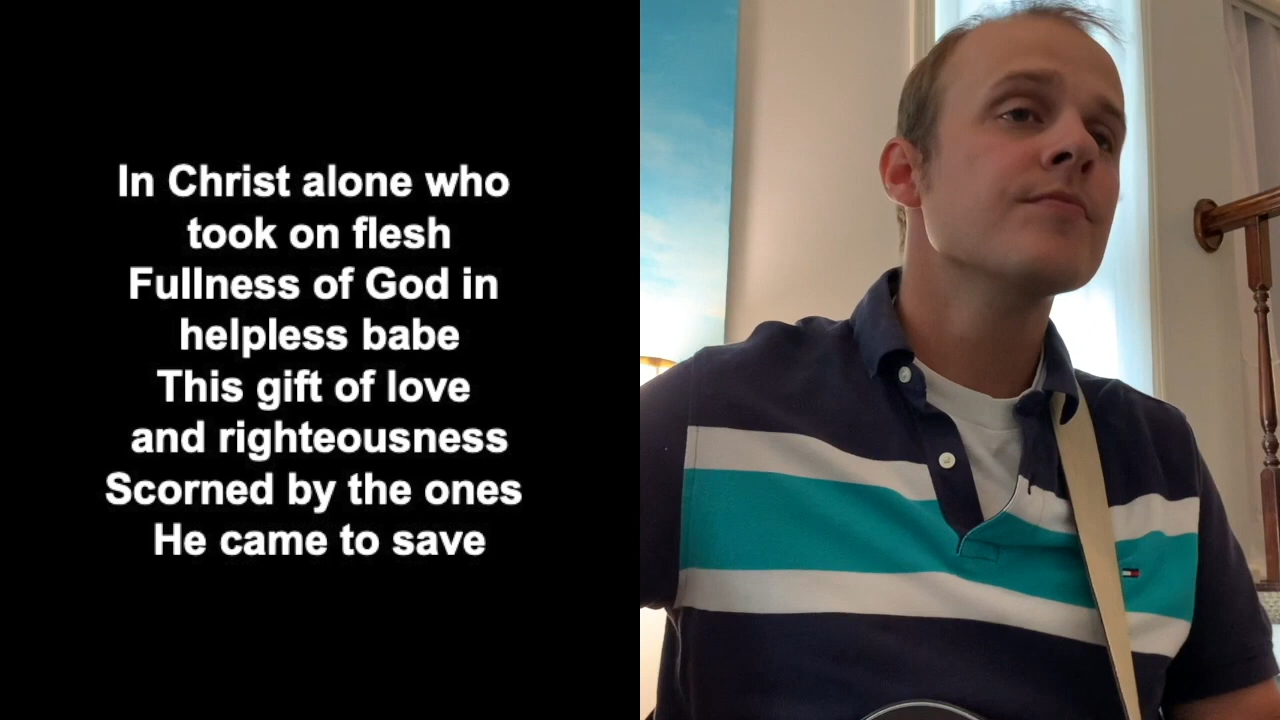 In Christ alone who
took on flesh
Fullness of God in
helpless babe
This gift of love
and righteousness
Scorned by the ones
He came to save